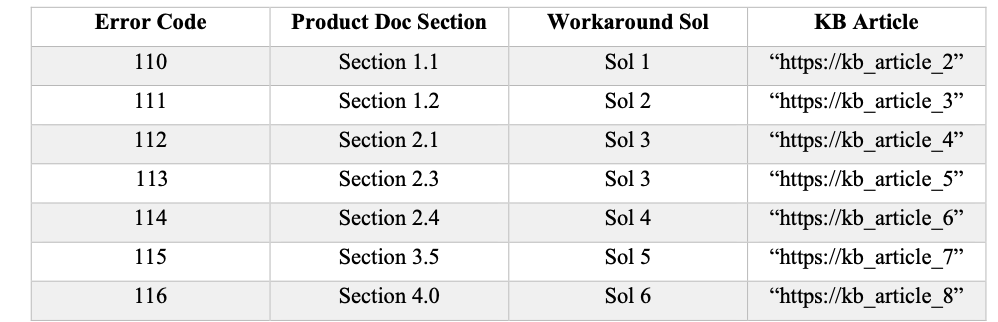 Error Code Product Doc Section Workaround Sol KB Article
110 Section 1.1 Sol 1 “https://kb_article_2”
111 Section 1.2 Sol 2 “https://kb_article_3”
112 Section 2.1 Sol 3 “https://kb_article_4”
113 Section 2.3 Sol 3 “https://kb_article_5”
114 Section 2.4 Sol 4 “https://kb_article_6”
115 Section 3.5 Sol 5 “https://kb_article_7”
116 Section 4.0 Sol 6 “https://kb_article_8”